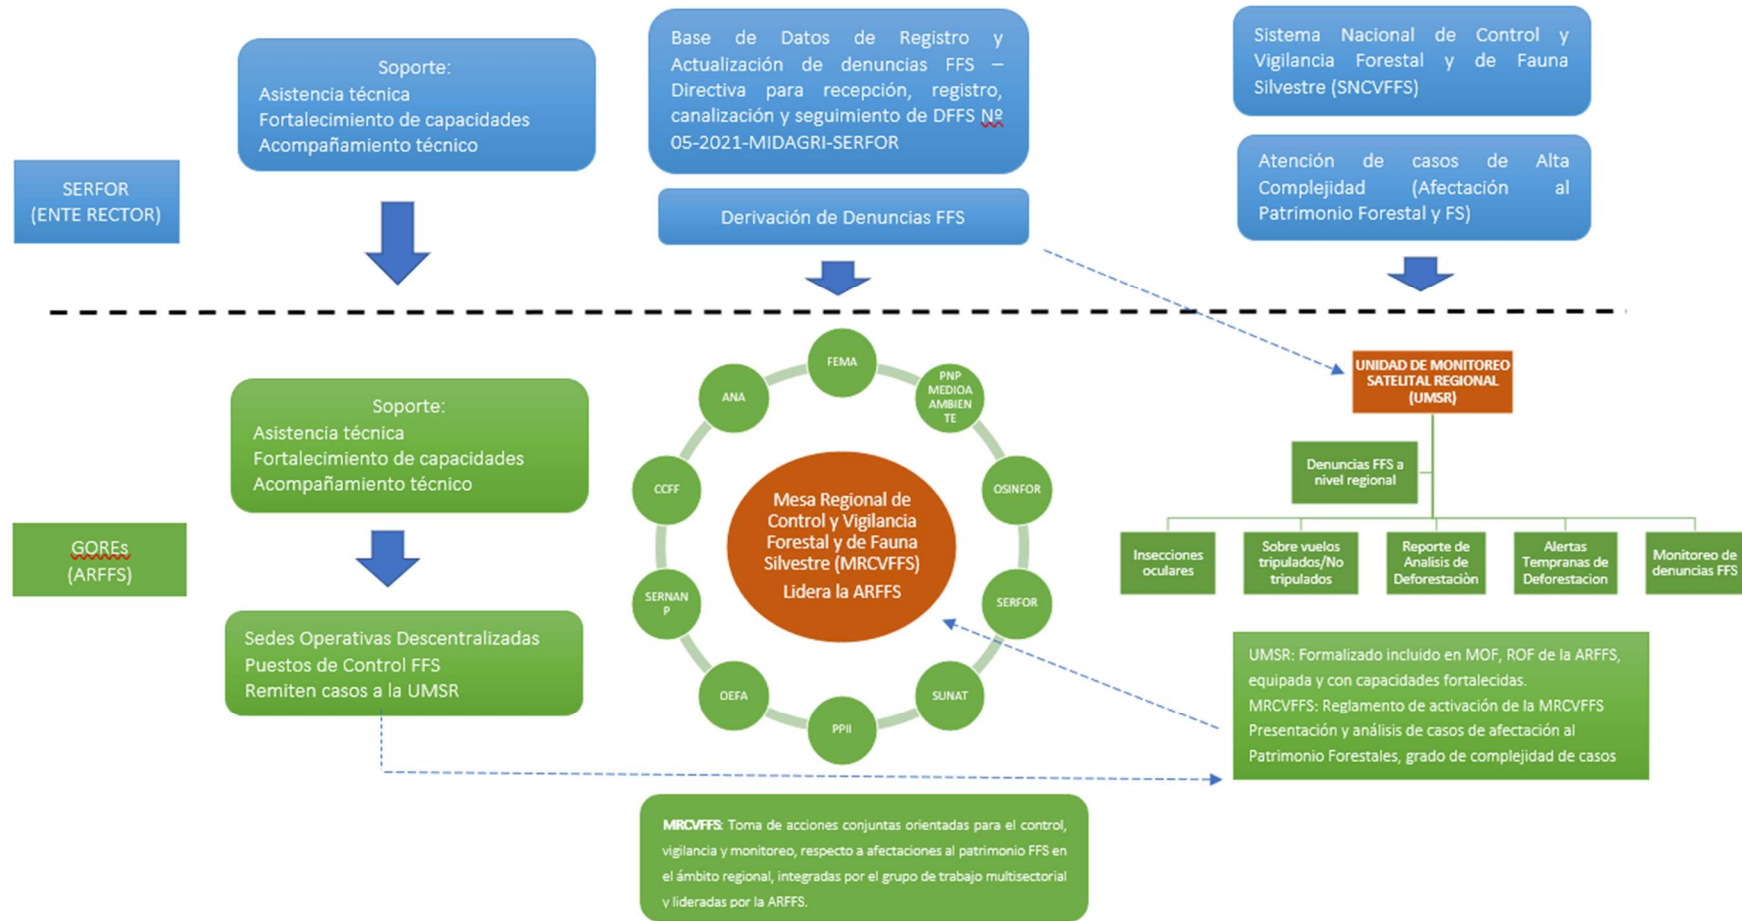 SERFOR
(ENTE RECTOR)
Soporte:
Asistencia técnica
Fortalecimiento de capacidades
Acompañamiento técnico
Base de Datos de Registro y
Actualización de denuncias FFS –
Directiva para recepción, registro,
canalización y seguimiento de DFFS Nº
05-2021-MIDAGRI-SERFOR
Derivación de Denuncias FFS
Sistema Nacional de Control y
Vigilancia Forestal y de Fauna
Silvestre (SNCVFFS)
Atención de casos de Alta
Complejidad (Afectación al
Patrimonio Forestal y FS)
GOREs
(ARFFS)
Soporte:
Asistencia técnica
Fortalecimiento de capacidades
Acompañamiento técnico
Sedes Operativas Descentralizadas
Puestos de Control FFS
Remiten casos a la UMSR
FEMA
PNP
MEDIOA
AMBIEN
TE
OSINFOR
SERFOR
SUNAT
PPII
OEFA
SERNAN
P
CCFF
ANA
Mesa Regional de
Control y Vigilancia
Forestal y de Fauna
Silvestre (MRCVFFS)
Lidera la ARFFS
UNIDAD DE MONITOREO
SATELITAL REGIONAL
(UMSR)
Denuncias FFS a
nivel regional
Insecciones
oculares
Sobre vuelos
tripulados/No
tripulados
Reporte de
Analisis de
Deforestaciòn
Alertas
Tempranas de
Deforestacion
Monitoreo de
denuncias FFS
UMSR: Formalizado incluido en MOF, ROF de la ARFFS,
equipada y con capacidades fortalecidas.
MRCVFFS: Reglamento de activación de la MRCVFFS
Presentación y análisis de casos de afectación al
Patrimonio Forestales, grado de complejidad de casos
MRCVFFS: Toma de acciones conjuntas orientadas para el control,
vigilancia y monitoreo, respecto a afectaciones al patrimonio FFS en
el ámbito regional, integradas por el grupo de trabajo multisectorial
y lideradas por la ARFFS.